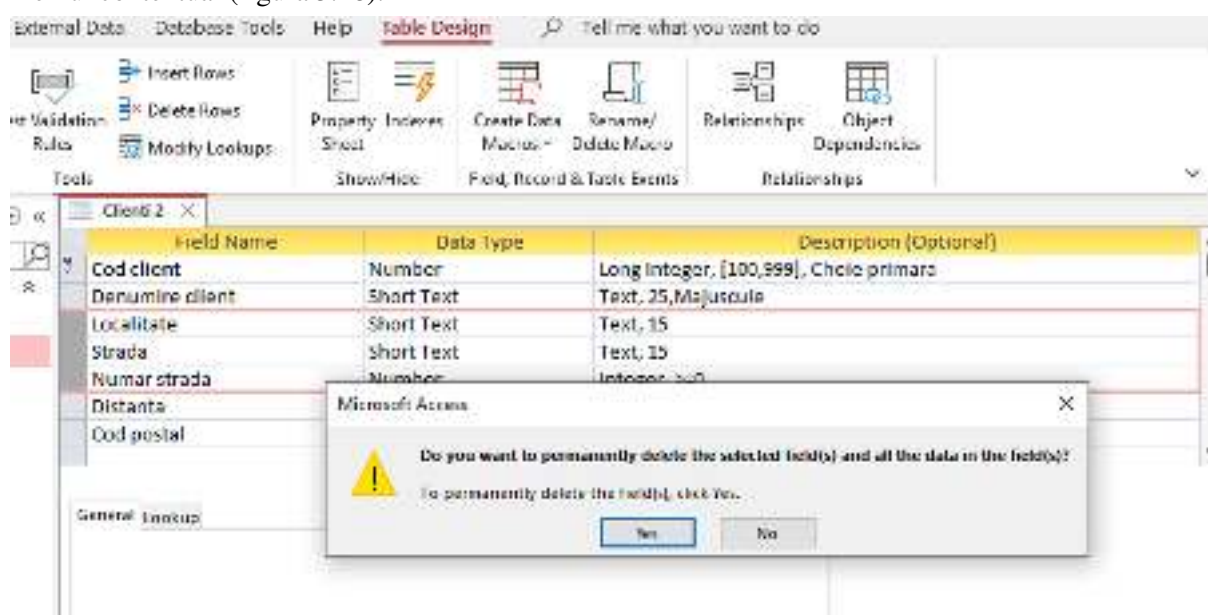 External Data Database Tools Help Table Design Tell me what you want to do
Insert Rows
Delete Rows
Modify Lookups
Validation
Rules
Property
Sheet
Indexes
Create Data
Macros
Rename/
Delete Macro
Relationships
Object
Dependencies
Tools
Show/Hide
Field, Record & Table Events
Relationships
Clienti 2
Field Name Data Type Description (Optional)
Cod client Number Long Integer, [100,999], Cheie primara
Denumire client Short Text Text, 25,Majuscule
Localitate Short Text Text, 15
Strada Short Text Text, 15
Numar strada Number Integer, >=0
Distanta
Cod postal
Microsoft Access
Do you want to permanently delete the selected field(s) and all the data in the field(s)?
To permanently delete the field(s), click Yes.
Yes No
General Lookup